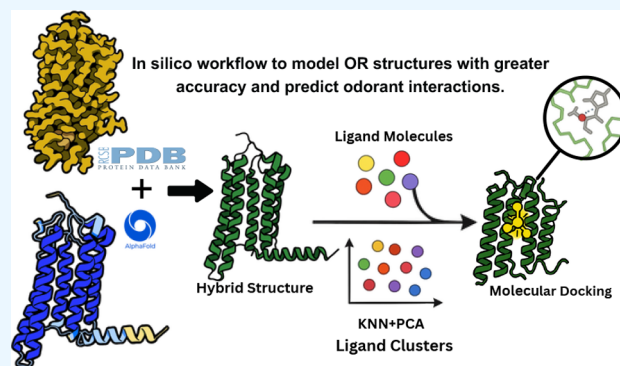 In silico workflow to model OR structures with greater
accuracy and predict odorant interactions.
RCSB
PDB
PROTEIN DATA BANK
+
AlphaFold
Hybrid Structure
Ligand Molecules
KNN+PCA
Ligand Clusters
Molecular Docking